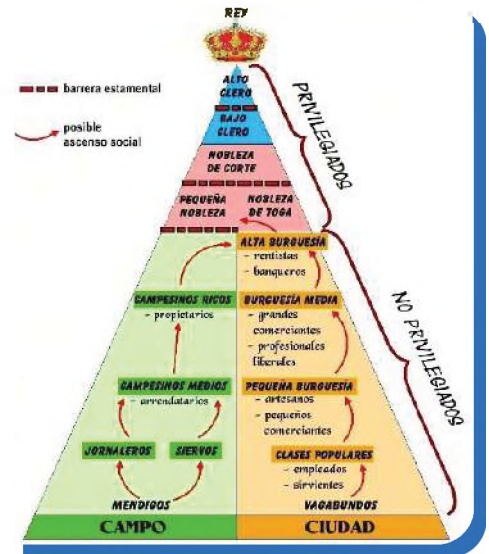 REY
barrera estamental
posible
ascenso social
ALTO
CLERO
BAJO
CLERO
NOBLEZA
DE CORTE
PEQUEÑA
NOBLEZA
NOBLEZA
DE TOGA
PRIVILEGIADOS
ALTA BURGUESÍA
- rentistas
- banqueros
CAMPESINOS RICOS
- propietarios
BURGUESÍA MEDIA
- grandes
comerciantes
- profesionales
liberales
NO PRIVILEGIADOS
CAMPESINOS MEDIOS
- arrendatarios
PEQUEÑA BURGUESÍA
- artesanos
- pequeños
comerciantes
JORNALEROS
SIERVOS
CLASES POPULARES
- empleados
- sirvientes
MENDIGOS
VAGABUNDOS
CAMPO
CIUDAD